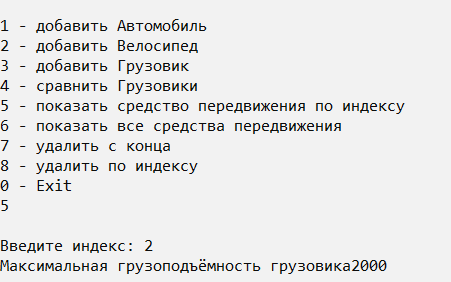 1 - добавить Автомобиль
2 - добавить Велосипед
3 - добавить Грузовик
4 - сравнить Грузовики
5 - показать средство передвижения по индексу
6 - показать все средства передвижения
7 - удалить с конца
8 - удалить по индексу
0 - Exit
5
Введите индекс: 2
Максимальная грузоподъёмность грузовика2000